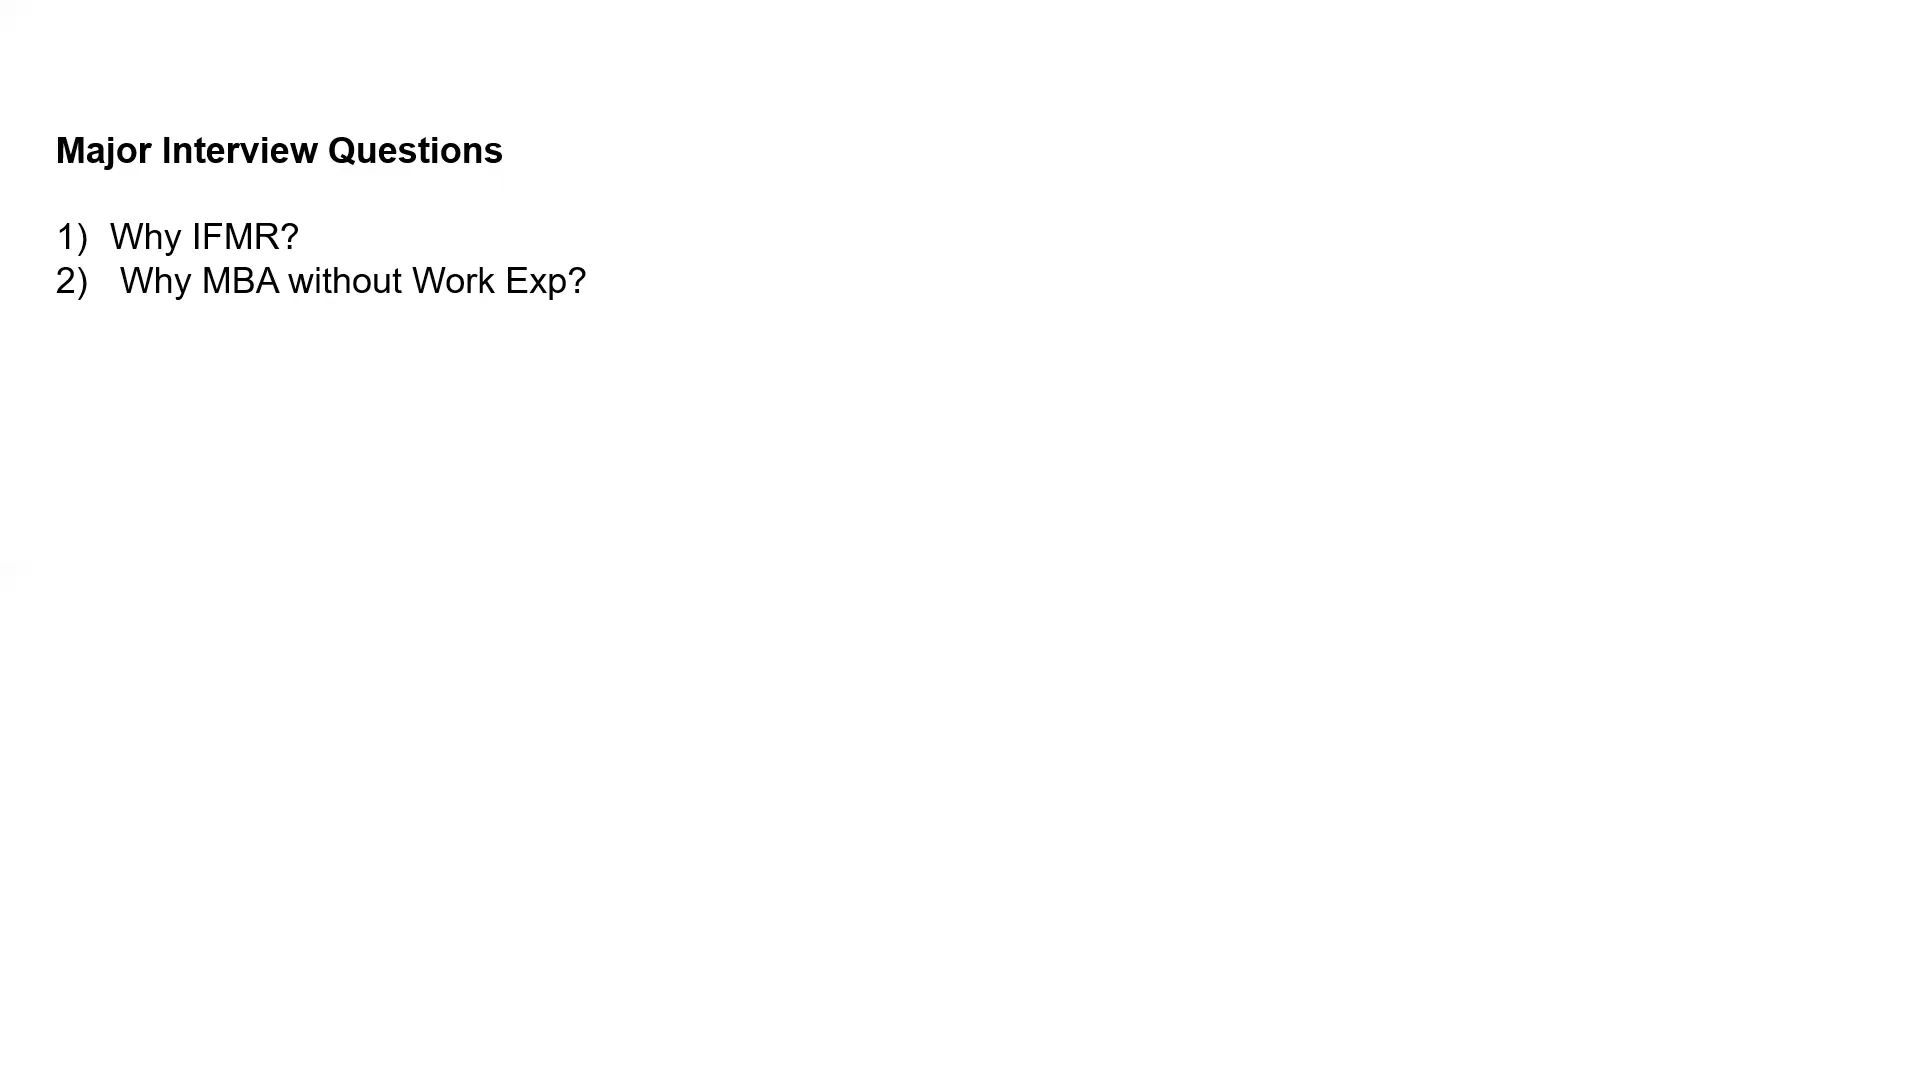 Major Interview Questions
1) Why IFMR?
2) Why MBA without Work Exp?